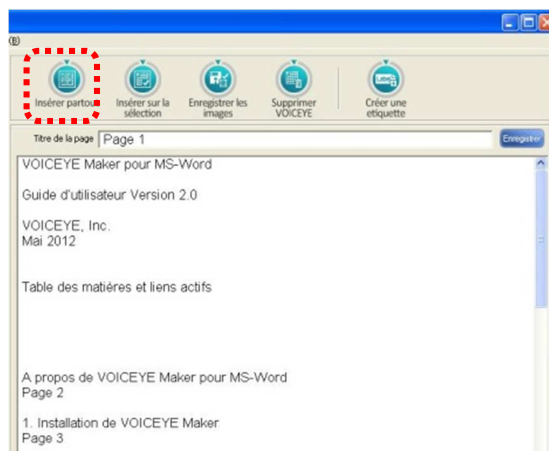 (B)
Insérer partout
Insérer sur la
sélection
Enregistrer les
images
Supprimer
VOICEYE
Créer une
etiquette
Titre de la page Page 1 Enregistrer
VOICEYE Maker pour MS-Word
Guide d'utilisateur Version 2.0
VOICEYE, Inc.
Mai 2012
Table des matières et liens actifs
A propos de VOICEYE Maker pour MS-Word
Page 2
1. Installation de VOICEYE Maker
Page 3